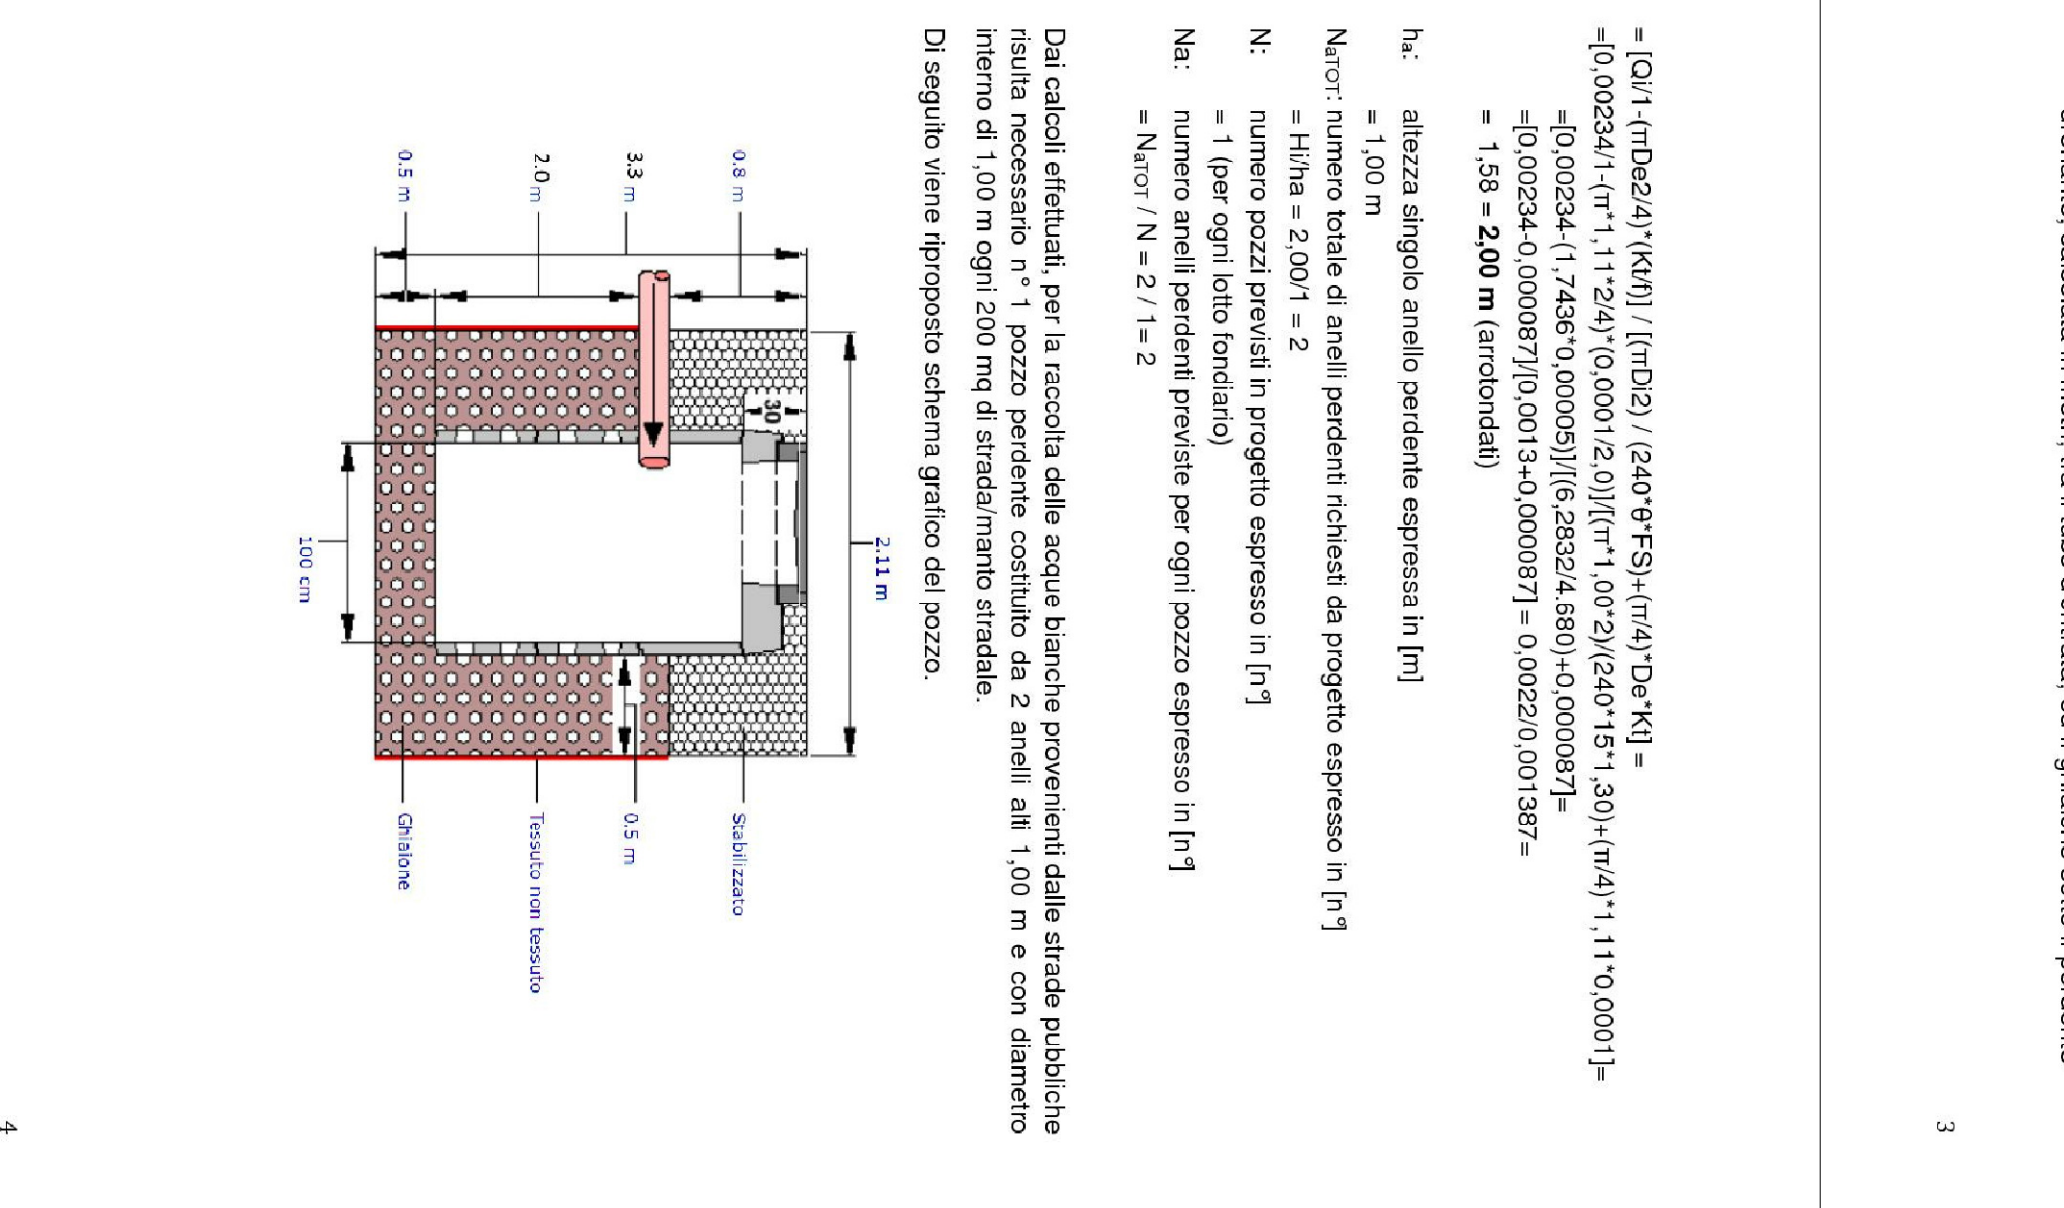 3
= [Qi/1-(πDe2/4)*(Kt/f)] / [(πDi2) / (240*θ*FS)+(π/4)*De*Kt] =
=[0,00234/1-(π*1,11*2/4)*(0,0001/2,0)]/[(π*1,00*2)/(240*15*1,30)+(π/4)*1,11*0,0001]=
=[0,00234-(1,7436*0,00005)]/[(6,2832/4.680)+0,000087]=
=[0,00234-0,000087]/[0,0013+0,000087] = 0,0022/0,001387=
= 1,58 = 2,00 m (arrotondati)
ha: altezza singolo anello perdente espressa in [m]
= 1,00 m
NaTOT: numero totale di anelli perdenti richiesti da progetto espresso in [n°]
= Hi/ha = 2,00/1 = 2
N: numero pozzi previsti in progetto espresso in [n°]
= 1 (per ogni lotto fondiario)
Na: numero anelli perdenti previste per ogni pozzo espresso in [n°]
= NaTOT / N = 2 / 1= 2
Dai calcoli effettuati, per la raccolta delle acque bianche provenienti dalle strade pubbliche
risulta necessario n° 1 pozzo perdente costituito da 2 anelli alti 1,00 m e con diametro
interno di 1,00 m ogni 200 mq di strada/manto stradale.
Di seguito viene riproposto schema grafico del pozzo.
2.11 m
30
0.8 m
Stabilizzato
3.3 m
0.5 m
2.0 m
Tessuto non tessuto
0.5 m
Ghiaione
100 cm
4